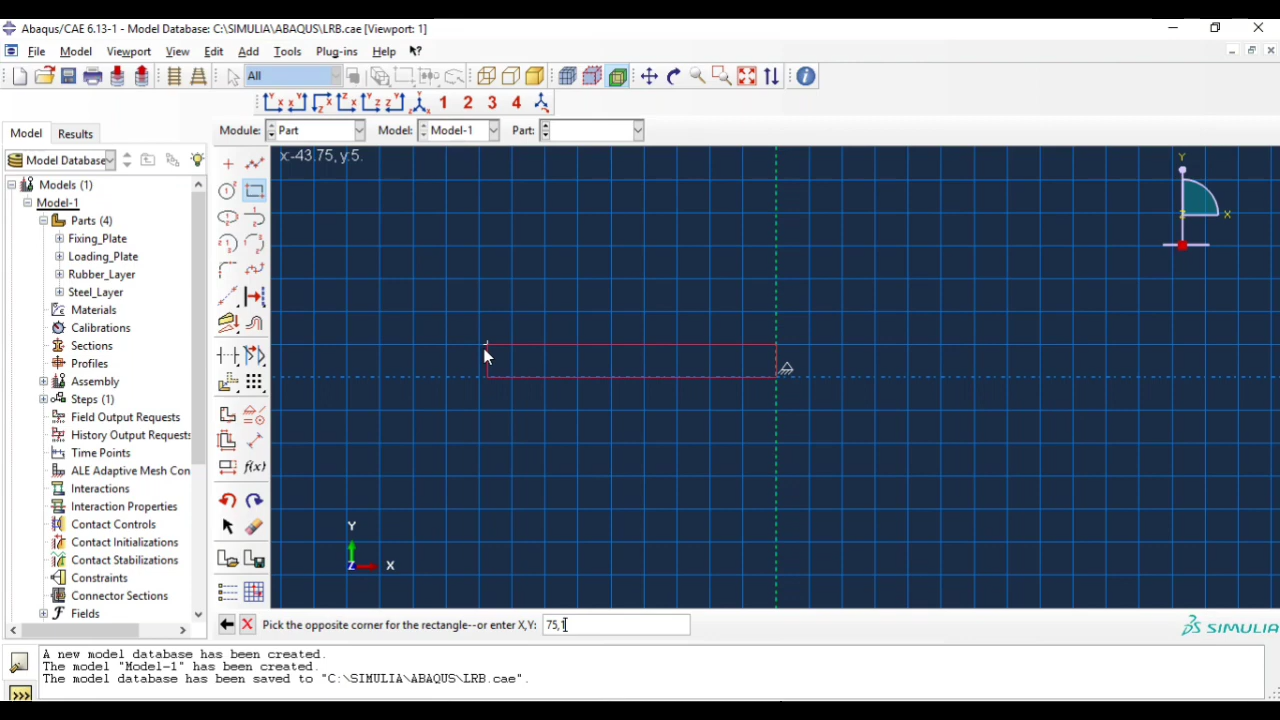 Abaqus/CAE 6.13-1 - Model Database: C:\SIMULIA\ABAQUS\LRB.cae [Viewport: 1]
File Model Viewport View Edit Add Tools Plug-ins Help
All
1 2 3 4
Model Results
Module: Part Model: Model-1 Part:
Model Database
x:-43.75, y:5.
Models (1)
Model-1
Parts (4)
Fixing_Plate
Loading_Plate
Rubber_Layer
Steel_Layer
Materials
Calibrations
Sections
Profiles
Assembly
Steps (1)
Field Output Requests
History Output Requests
Time Points
ALE Adaptive Mesh Con
Interactions
Interaction Properties
Contact Controls
Contact Initializations
Contact Stabilizations
Constraints
Connector Sections
Fields
Y
X
Z
Y
X
Z
Pick the opposite corner for the rectangle--or enter X,Y: 75,1
SIMULIA
A new model database has been created.
The model "Model-1" has been created.
The model database has been saved to "C:\SIMULIA\ABAQUS\LRB.cae".